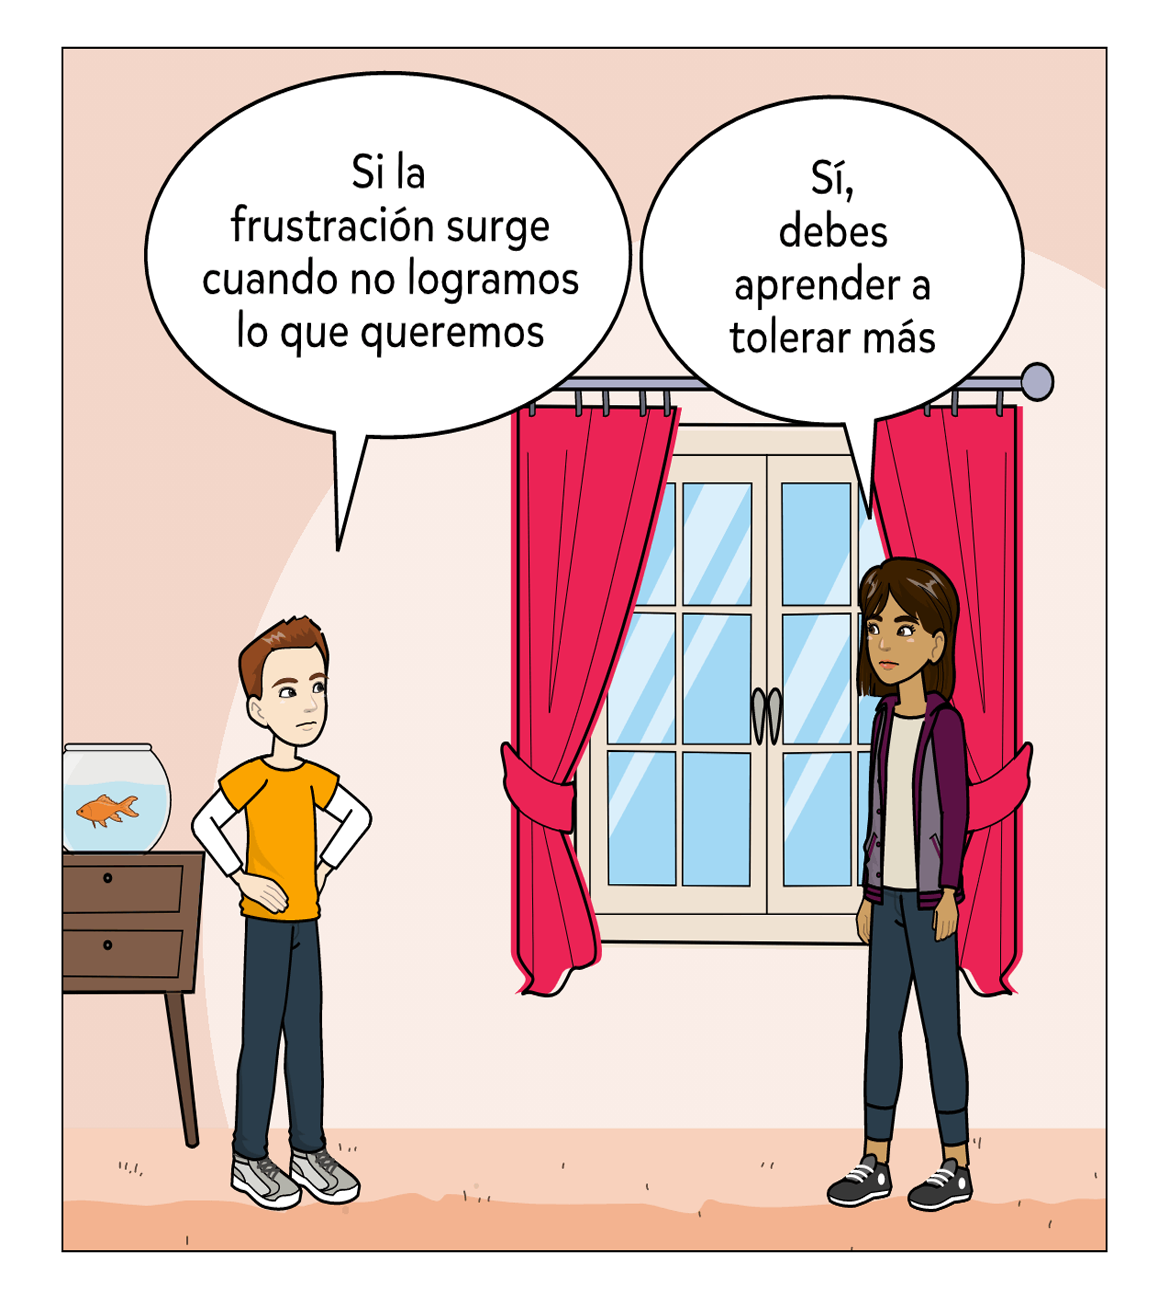 Si la
frustración surge
cuando no logramos
lo que queremos
Sí,
debes
aprender a
tolerar más